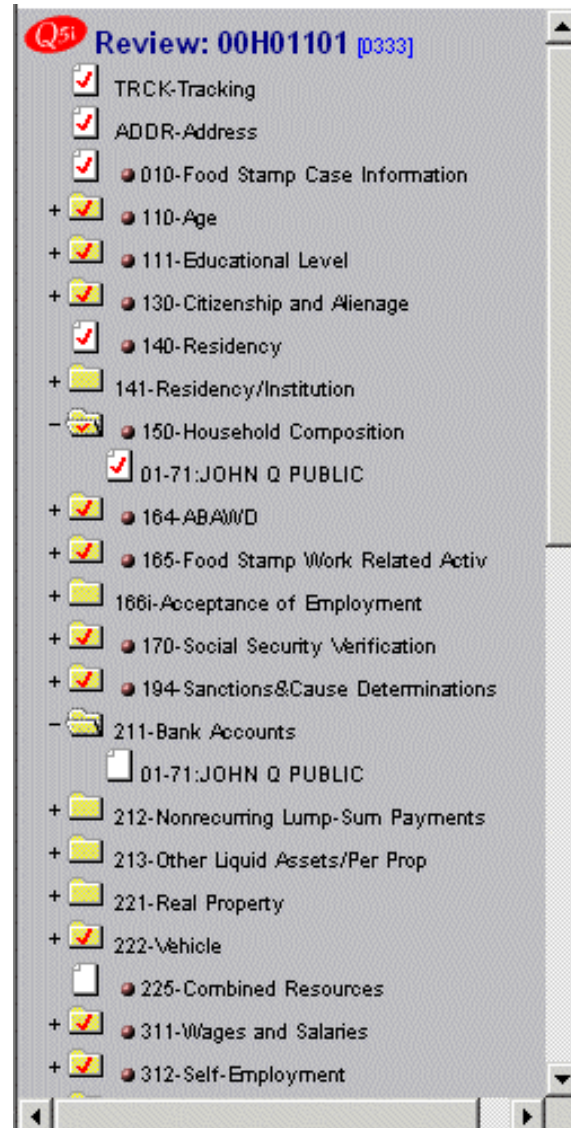 Q5i Review: 00H01101 [0333]
TRCK-Tracking
ADDR-Address
010-Food Stamp Case Information
+ 110-Age
+ 111-Educational Level
+ 130-Citizenship and Alienage
140-Residency
+ 141-Residency/Institution
- 150-Household Composition
01-71:JOHN Q PUBLIC
+ 164-ABAWD
+ 165-Food Stamp Work Related Activ
+ 166i-Acceptance of Employment
+ 170-Social Security Verification
+ 194-Sanctions&Cause Determinations
- 211-Bank Accounts
01-71:JOHN Q PUBLIC
+ 212-Nonrecurring Lump-Sum Payments
+ 213-Other Liquid Assets/Per Prop
+ 221-Real Property
+ 222-Vehicle
225-Combined Resources
+ 311-Wages and Salaries
+ 312-Self-Employment